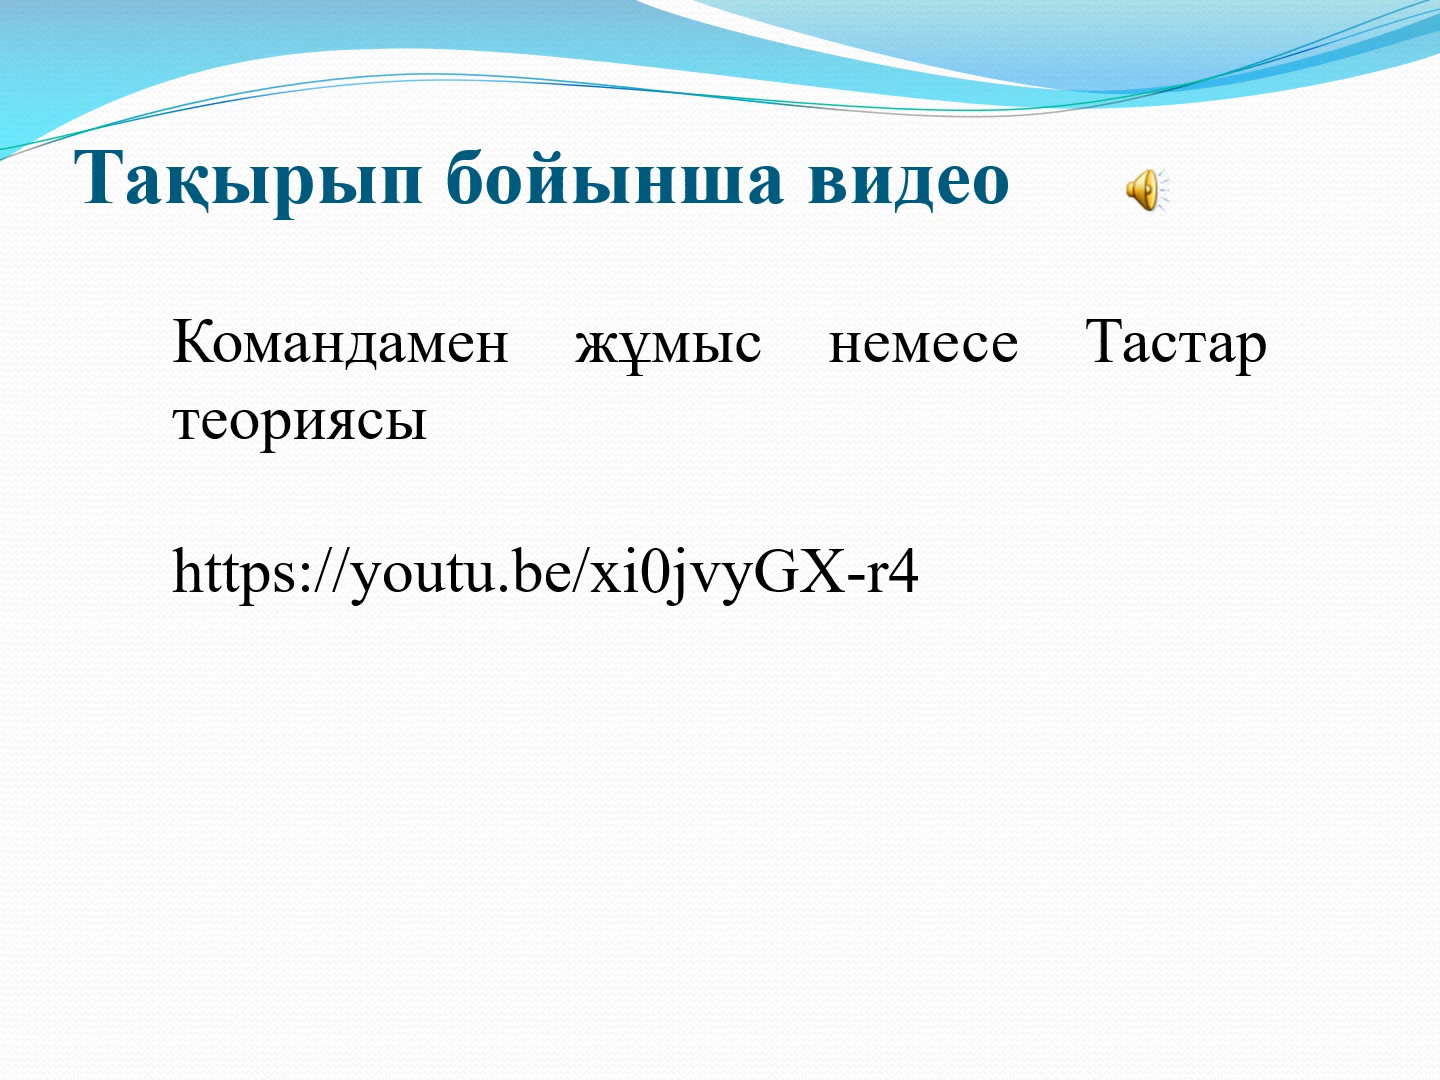 Тақырып бойынша видео
Командамен жұмыс немесе Тастар
теориясы
https://youtu.be/xi0jvyGX-r4